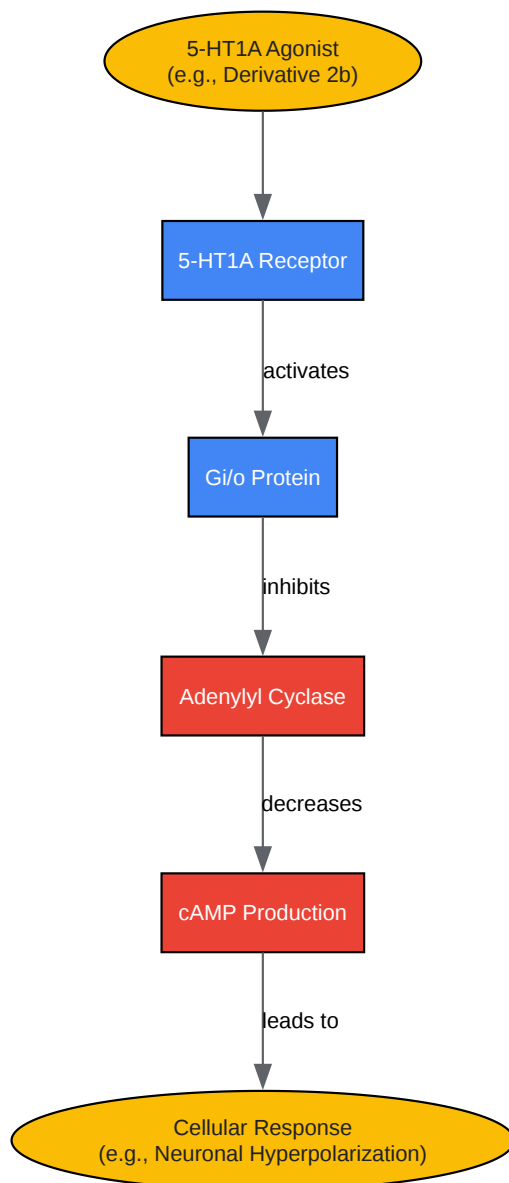 5-HT1A Agonist
(e.g., Derivative 2b)
5-HT1A Receptor
activates
Gi/o Protein
inhibits
Adenylyl Cyclase
decreases
cAMP Production
leads to
Cellular Response
(e.g., Neuronal Hyperpolarization)